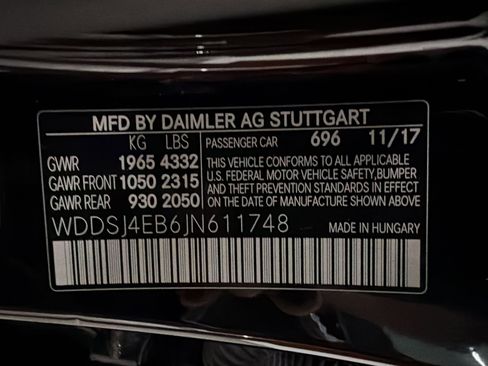 MFD BY DAIMLER AG STUTTGART
KG LBS PASSENGER CAR 696 11/17
GVWR 1965 4332 THIS VEHICLE CONFORMS TO ALL APPLICABLE
GAWR FRONT 1050 2315 U.S. FEDERAL MOTOR VEHICLE SAFETY,BUMPER
AND THEFT PREVENTION STANDARDS IN EFFECT
GAWR REAR 930 2050 ON THE DATE OF MANUFACTURE SHOWN ABOVE
WDDSJ4EB6JN611748 MADE IN HUNGARY